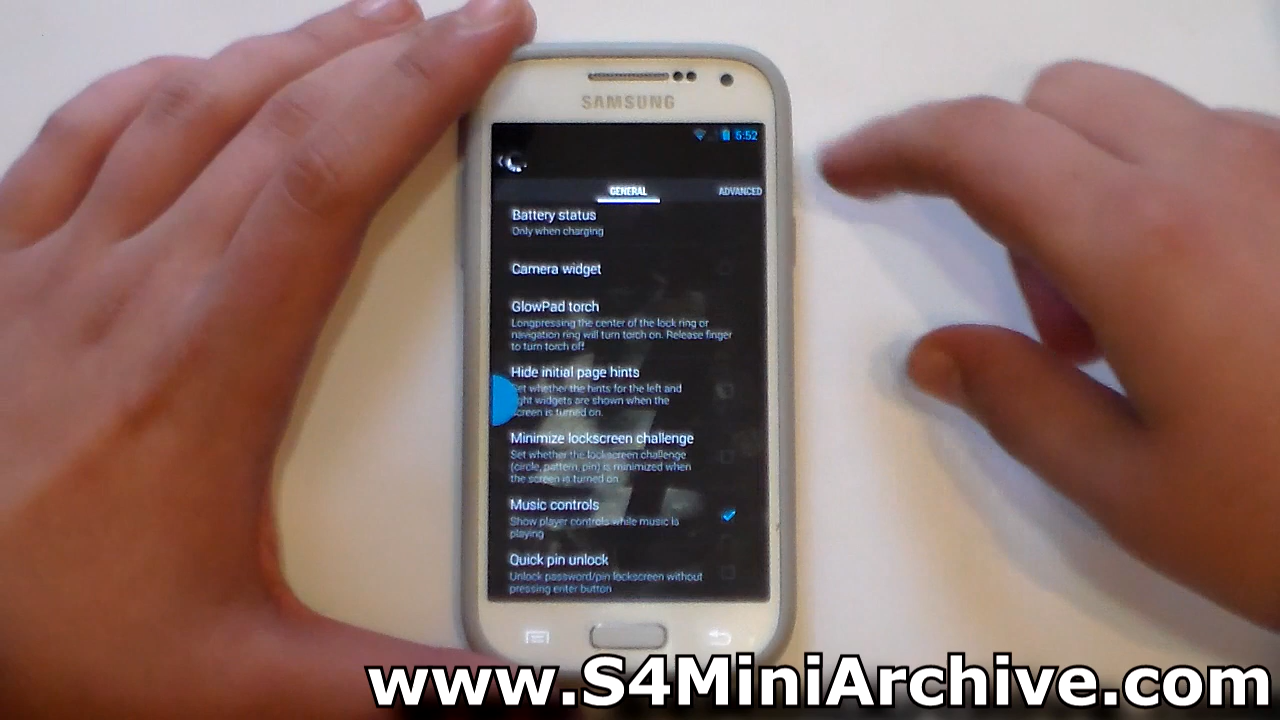 SAMSUNG
5:52
GENERAL
ADVANCED
Battery status
Only when charging
Camera widget
GlowPad torch
Longpressing the center of the lock ring or
navigation ring will turn torch on. Release finger
to turn torch off
Hide initial page hints
Set whether the hints for the left and
right widgets are shown when the
screen is turned on.
Minimize lockscreen challenge
Set whether the lockscreen challenge
(circle, pattern, pin) is minimized when
the screen is turned on
Music controls
Show player controls while music is
playing
Quick pin unlock
Unlock password/pin lockscreen without
pressing enter button
www.S4MiniArchive.com